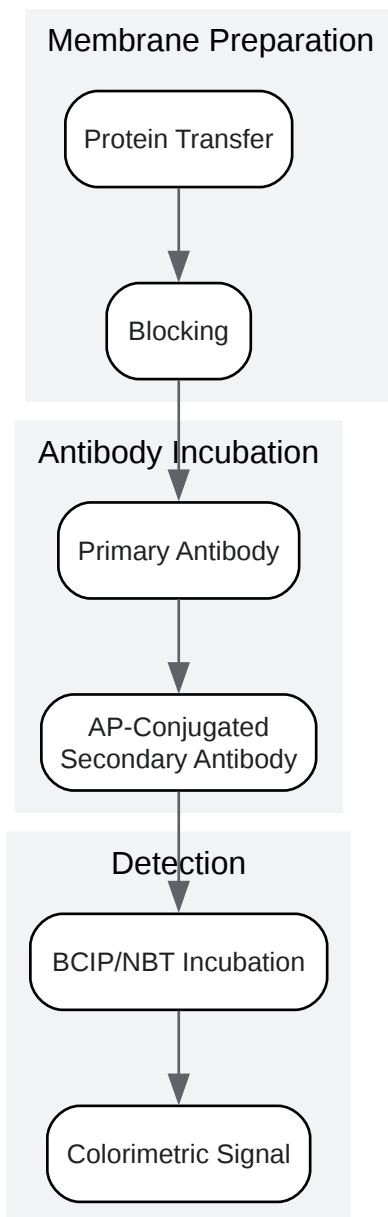 Membrane Preparation
Protein Transfer
Blocking
Antibody Incubation
Primary Antibody
AP-Conjugated
Secondary Antibody
Detection
BCIP/NBT Incubation
Colorimetric Signal